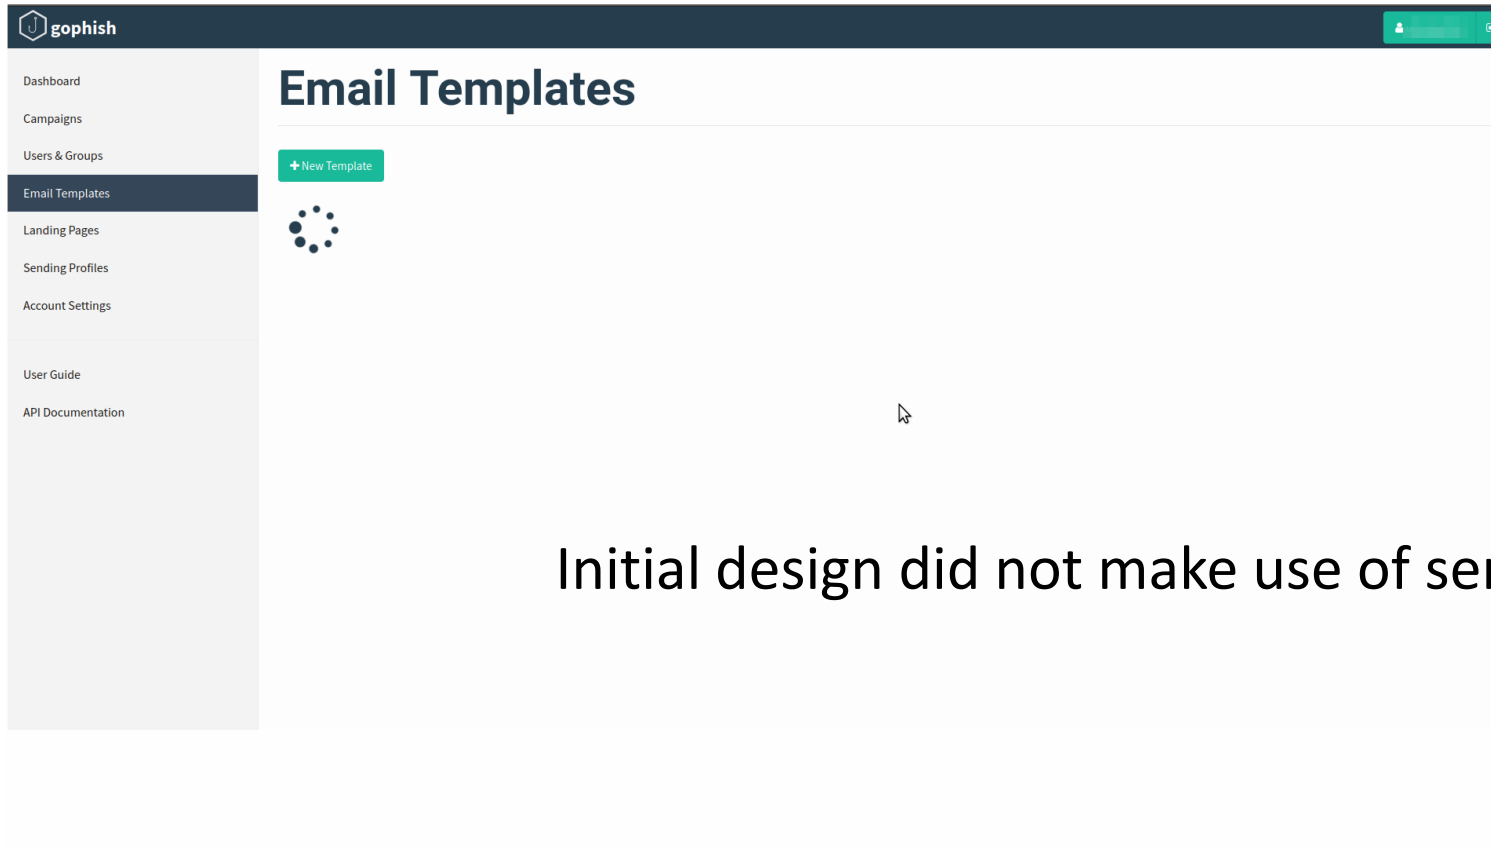 gophish
Dashboard
Campaigns
Users & Groups
Email Templates
Landing Pages
Sending Profiles
Account Settings
User Guide
API Documentation
Email Templates
New Template
Initial design did not make use of